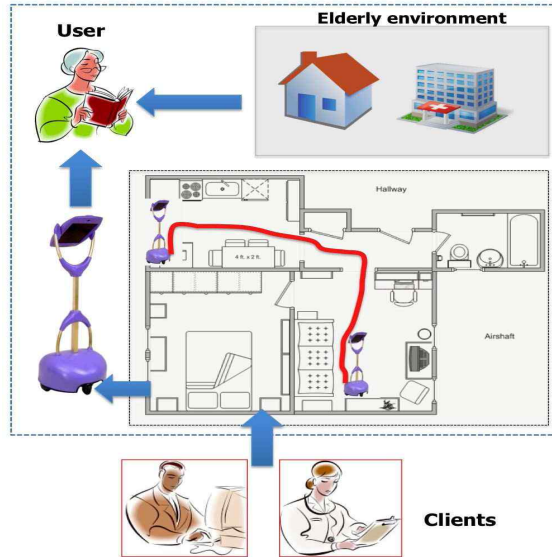 Elderly environment
User
Hallway
4 ft. x 2 ft.
Airshaft
Clients